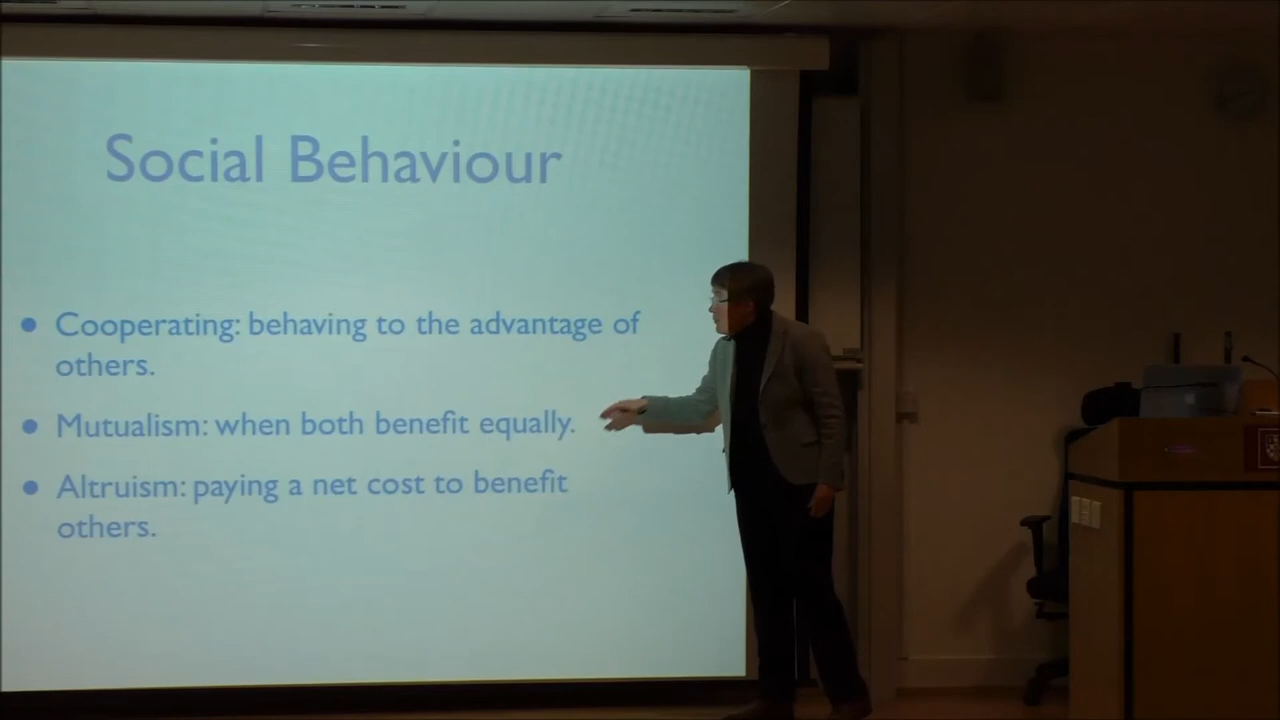 Social Behaviour
• Cooperating: behaving to the advantage of
others.
• Mutualism: when both benefit equally.
• Altruism: paying a net cost to benefit
others.